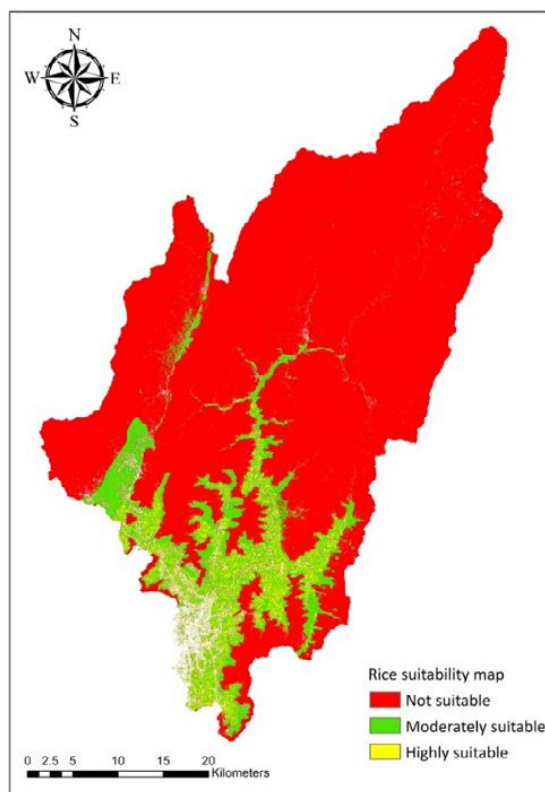 N
W E
S
Rice suitability map
Not suitable
Moderately suitable
Highly suitable
0 2.5 5 10 15 20
Kilometers